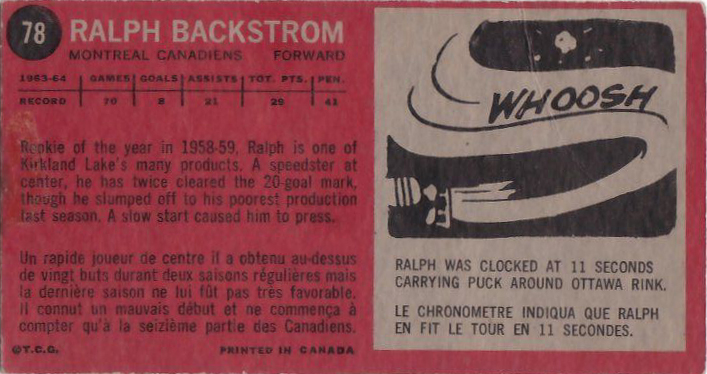 78 RALPH BACKSTROM
MONTREAL CANADIENS FORWARD
1963-64 GAMES GOALS ASSISTS TOT. PTS. PEN.
RECORD 70 8 21 29 41
Rookie of the year in 1958-59, Ralph is one of
Kirkland Lake's many products. A speedster at
center, he has twice cleared the 20-goal mark,
though he slumped off to his poorest production
last season. A slow start caused him to press.
Un rapide joueur de centre il a obtenu au-dessus
de vingt buts durant deux saisons régulières mais
la dernière saison ne lui fût pas très favorable.
Il connut un mauvais début et ne commença à
compter qu'à la seizième partie des Canadiens.
©T.C.G. PRINTED IN CANADA
WHOOSH
RALPH WAS CLOCKED AT 11 SECONDS
CARRYING PUCK AROUND OTTAWA RINK.
LE CHRONOMETRE INDIQUA QUE RALPH
EN FIT LE TOUR EN 11 SECONDES.